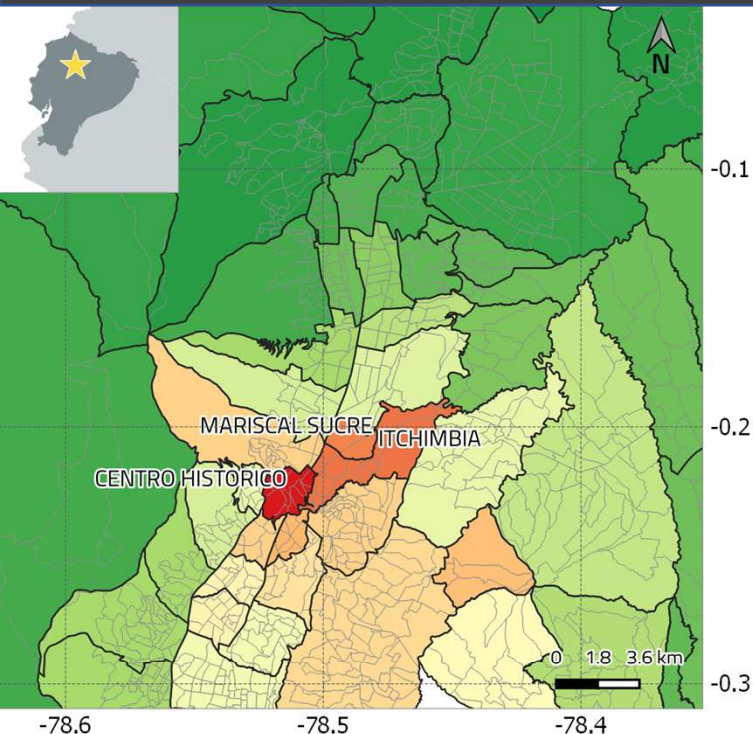 N
-0.1
-0.2
MARISCAL SUCRE
ITCHIMBIA
CENTRO HISTORICO
0 1.8 3.6 km
-0.3
-78.6 -78.5 -78.4